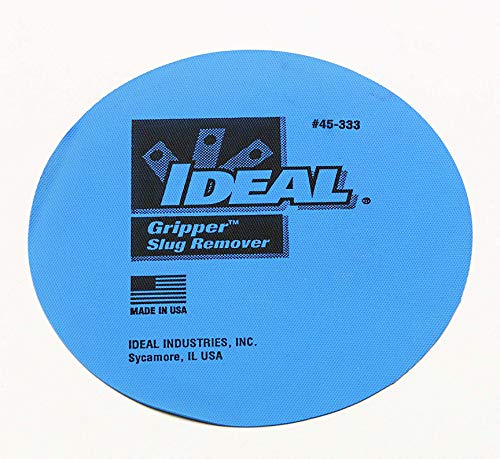 #45-333
IDEAL®
Gripper™
Slug Remover
MADE IN USA
IDEAL INDUSTRIES, INC.
Sycamore, IL USA